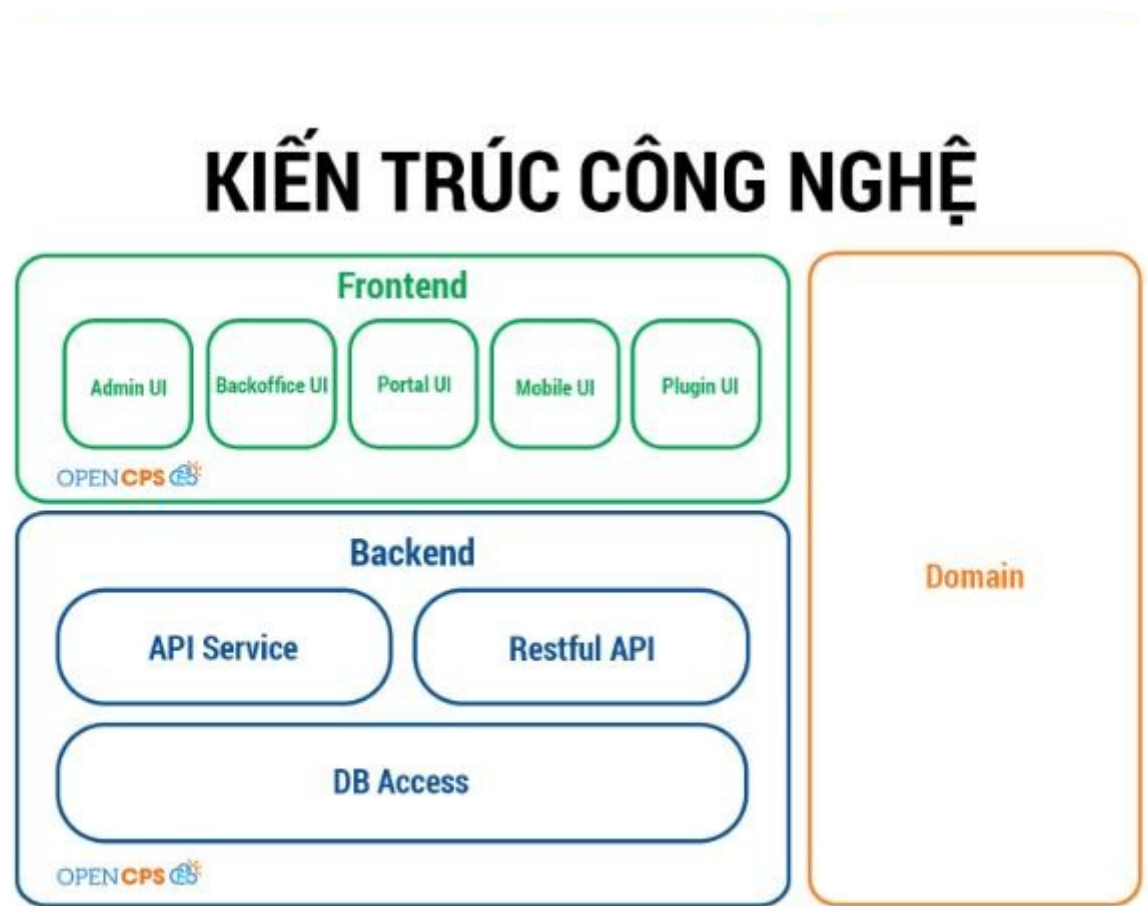 KIẾN TRÚC CÔNG NGHỆ
Frontend
Admin UI
Backoffice UI
Portal UI
Mobile UI
Plugin UI
OPENCPS
Backend
API Service
Restful API
DB Access
OPENCPS
Domain